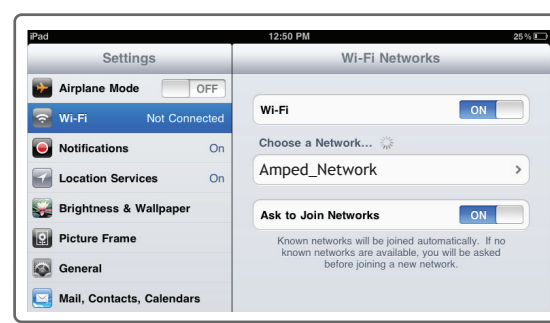 iPad 12:50 PM 25%
Settings
Airplane Mode OFF
Wi-Fi Not Connected
Notifications On
Location Services On
Brightness & Wallpaper
Picture Frame
General
Mail, Contacts, Calendars
Wi-Fi Networks
Wi-Fi ON
Choose a Network...
Amped_Network
Ask to Join Networks ON
Known networks will be joined automatically. If no
known networks are available, you will be asked
before joining a new network.